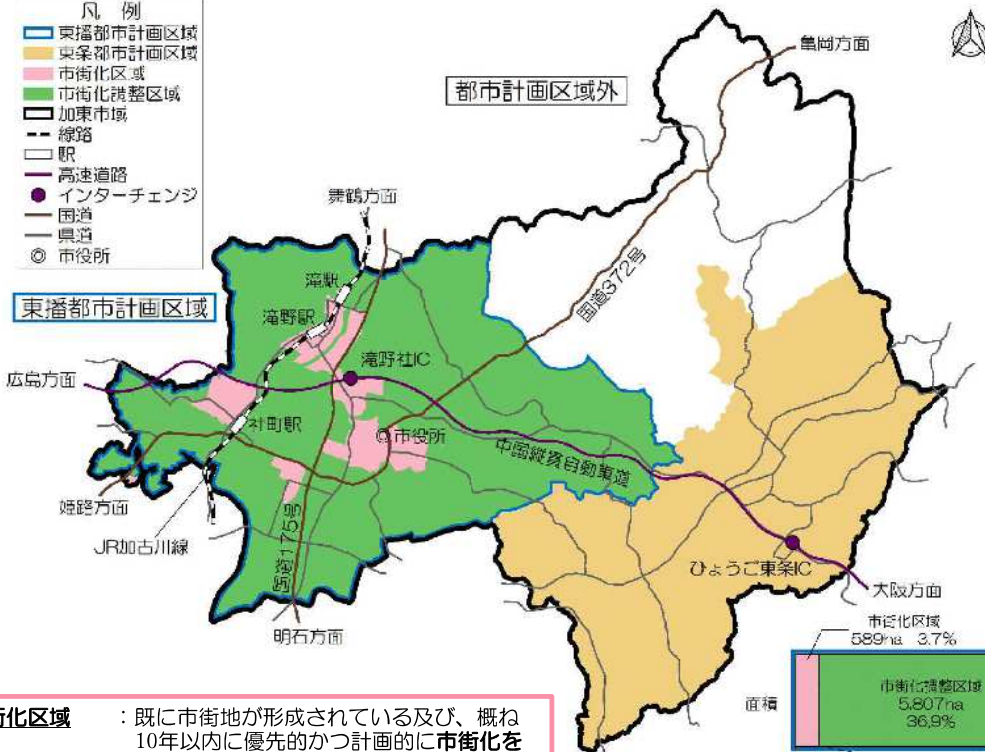 凡 例
東播都市計画区域
東条都市計画区域
市街化区域
市街化調整区域
加東市域
線路
駅
高速道路
インターチェンジ
国道
県道
市役所
都市計画区域外
亀岡方面
舞鶴方面
国道372号
滝駅
東播都市計画区域
滝野駅
滝野社IC
広島方面
社町駅
市役所
中国縦貫自動車道
姫路方面
JR加古川線
国道175号
ひょうご東条IC
大阪方面
明石方面
市街化区域
589ha 3.7%
面積
市街化調整区域
5,807ha
36.9%
街化区域 : 既に市街地が形成されている及び、概ね
10年以内に優先的かつ計画的に市街化を